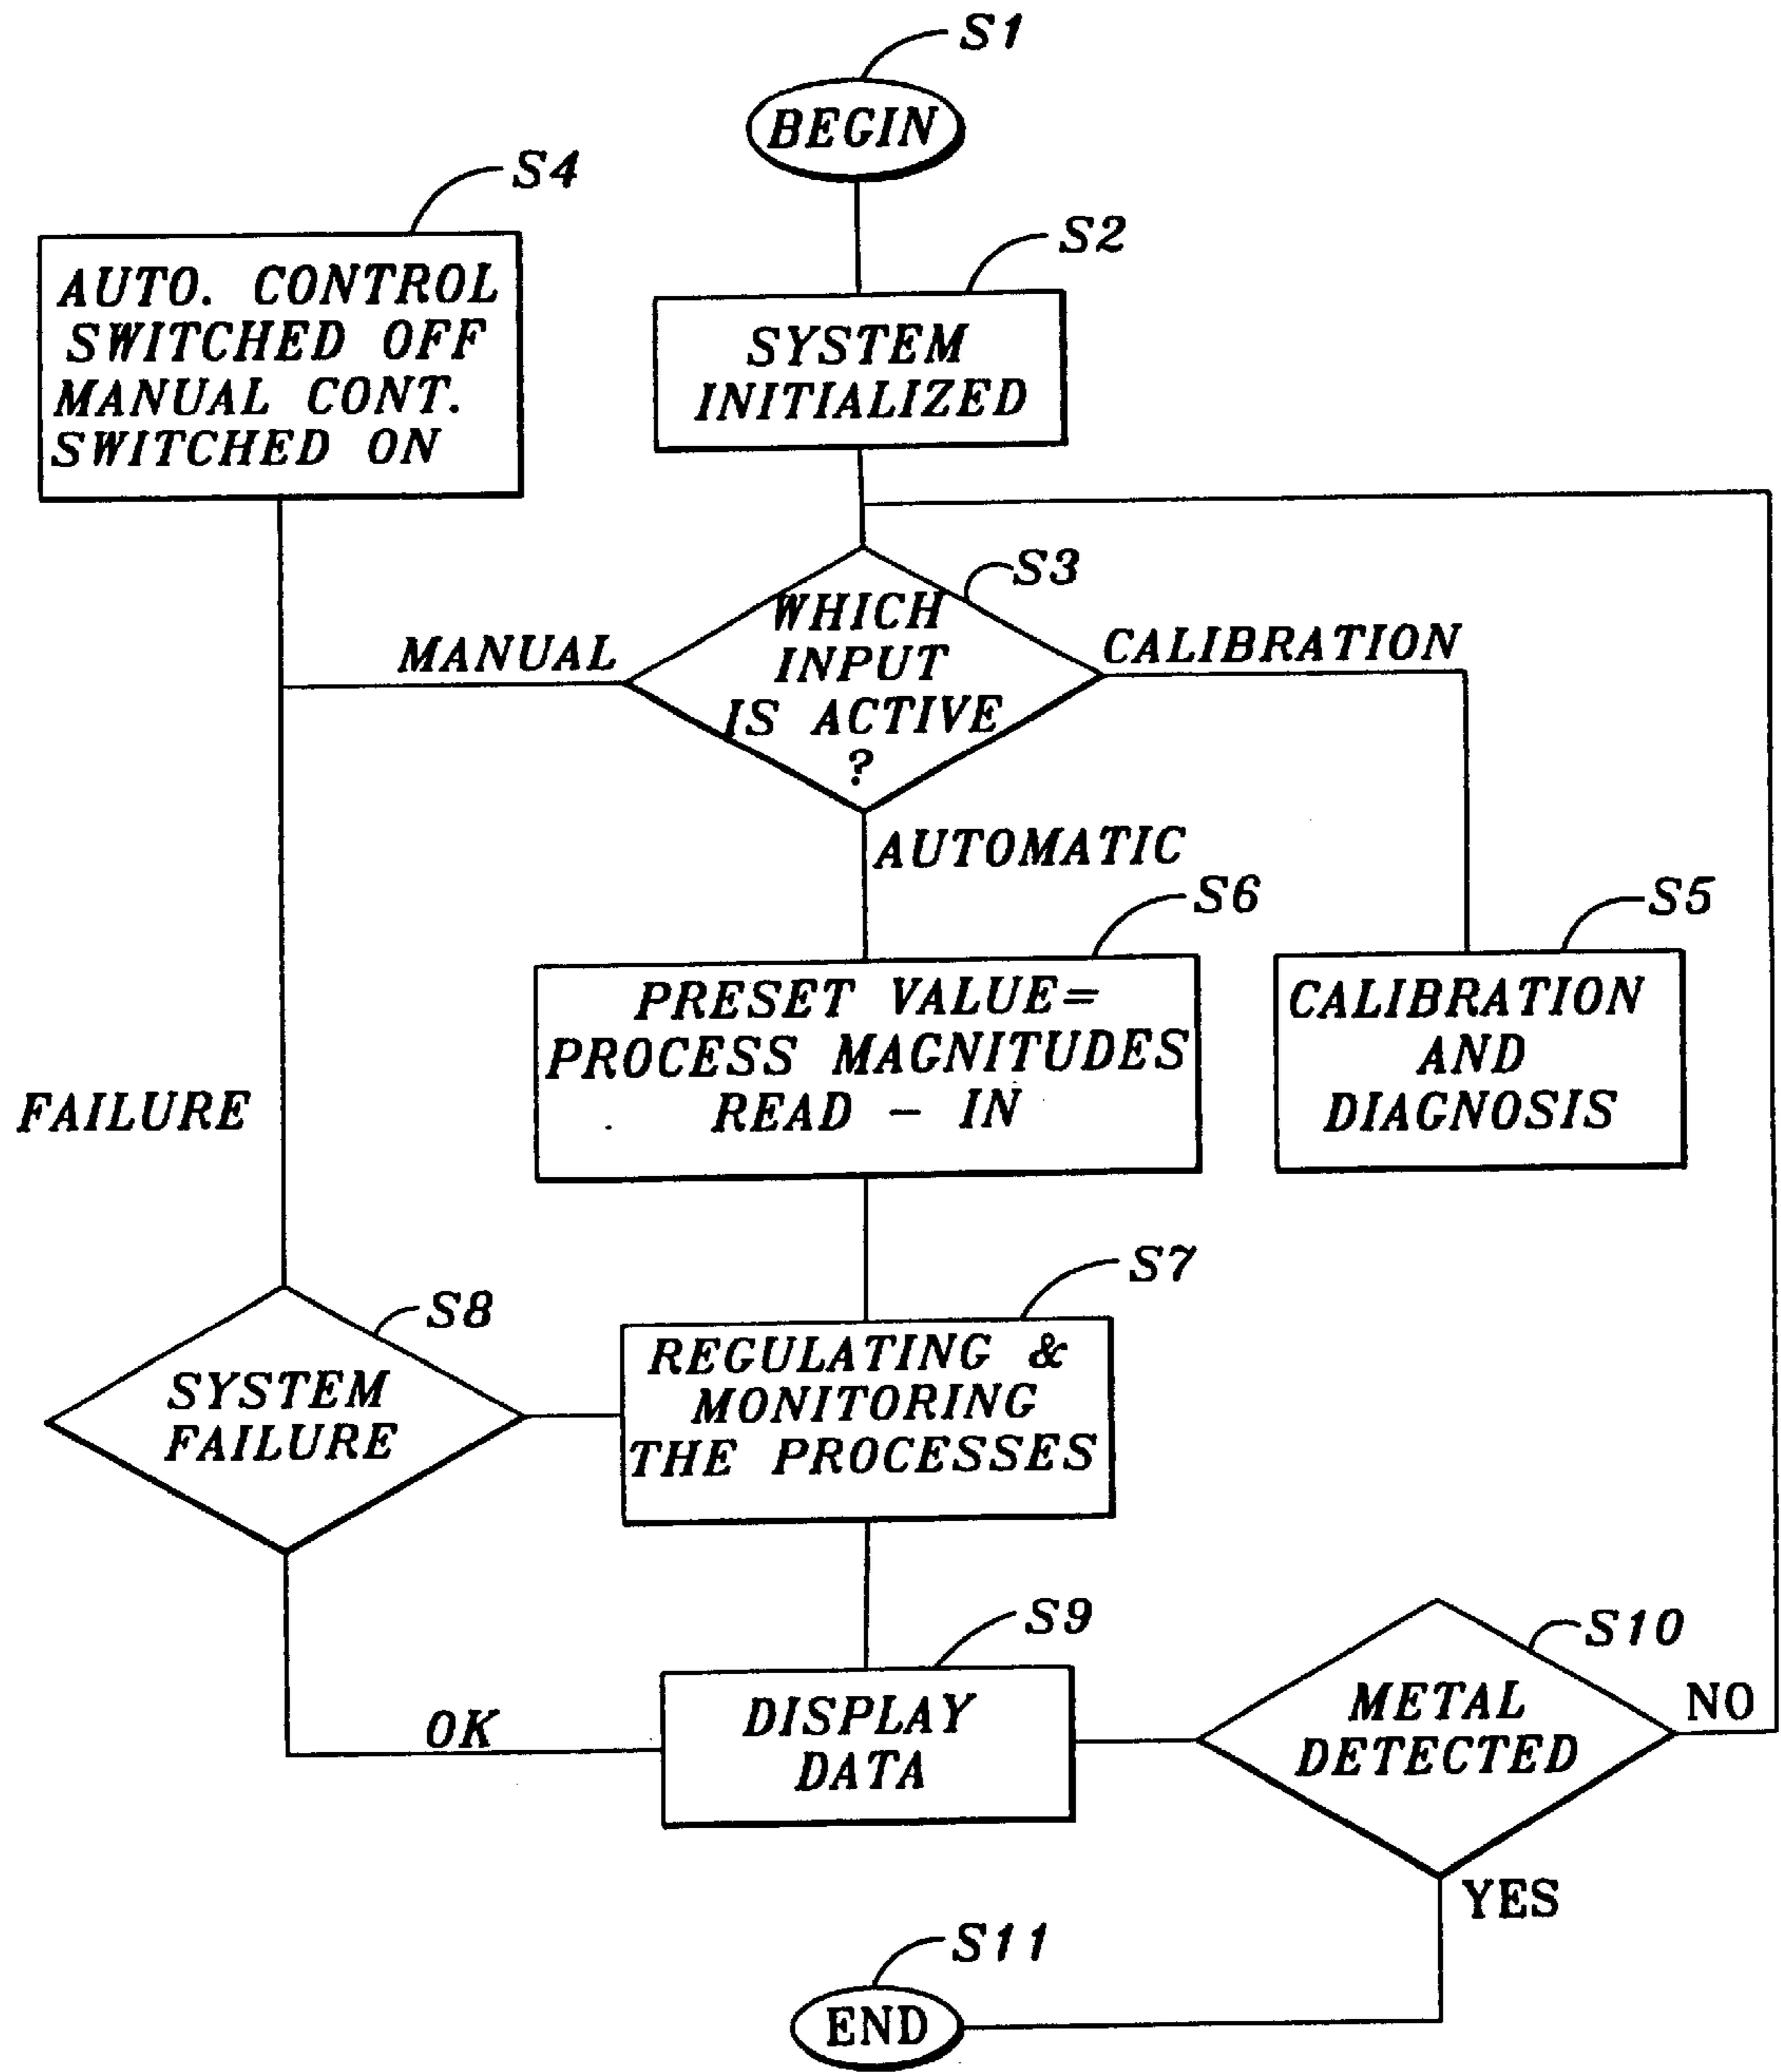 S1
BEGIN
S4
AUTO. CONTROL
SWITCHED OFF
MANUAL CONT.
SWITCHED ON
S2
SYSTEM
INITIALIZED
S3
WHICH
INPUT
IS ACTIVE
?
MANUAL
CALIBRATION
AUTOMATIC
S6
PRESET VALUE=
PROCESS MAGNITUDES
READ - IN
S5
CALIBRATION
AND
DIAGNOSIS
FAILURE
S8
SYSTEM
FAILURE
S7
REGULATING &
MONITORING
THE PROCESSES
OK
S9
DISPLAY
DATA
S10
METAL
DETECTED
NO
YES
S11
END